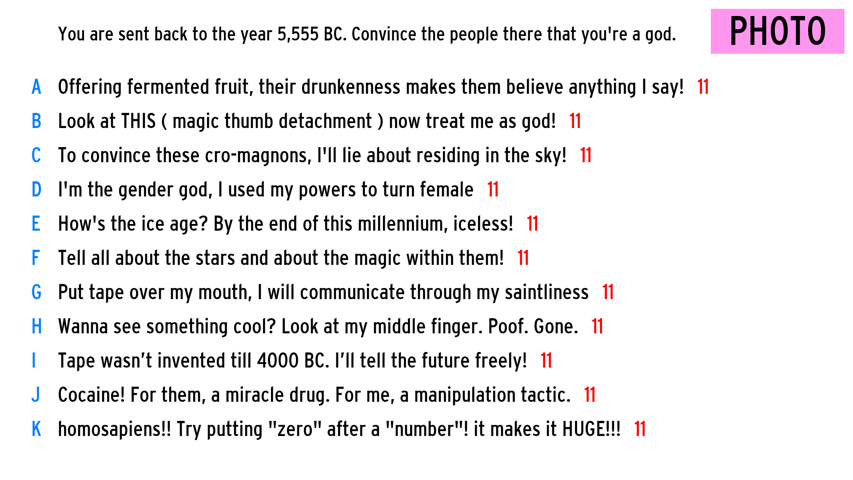 You are sent back to the year 5,555 BC. Convince the people there that you're a god.
PHOTO
A Offering fermented fruit, their drunkenness makes them believe anything I say! 11
B Look at THIS ( magic thumb detachment ) now treat me as god! 11
C To convince these cro-magnons, I'll lie about residing in the sky! 11
D I'm the gender god, I used my powers to turn female 11
E How's the ice age? By the end of this millennium, iceless! 11
F Tell all about the stars and about the magic within them! 11
G Put tape over my mouth, I will communicate through my saintliness 11
H Wanna see something cool? Look at my middle finger. Poof. Gone. 11
I Tape wasn’t invented till 4000 BC. I’ll tell the future freely! 11
J Cocaine! For them, a miracle drug. For me, a manipulation tactic. 11
K homosapiens!! Try putting "zero" after a "number"! it makes it HUGE!!! 11